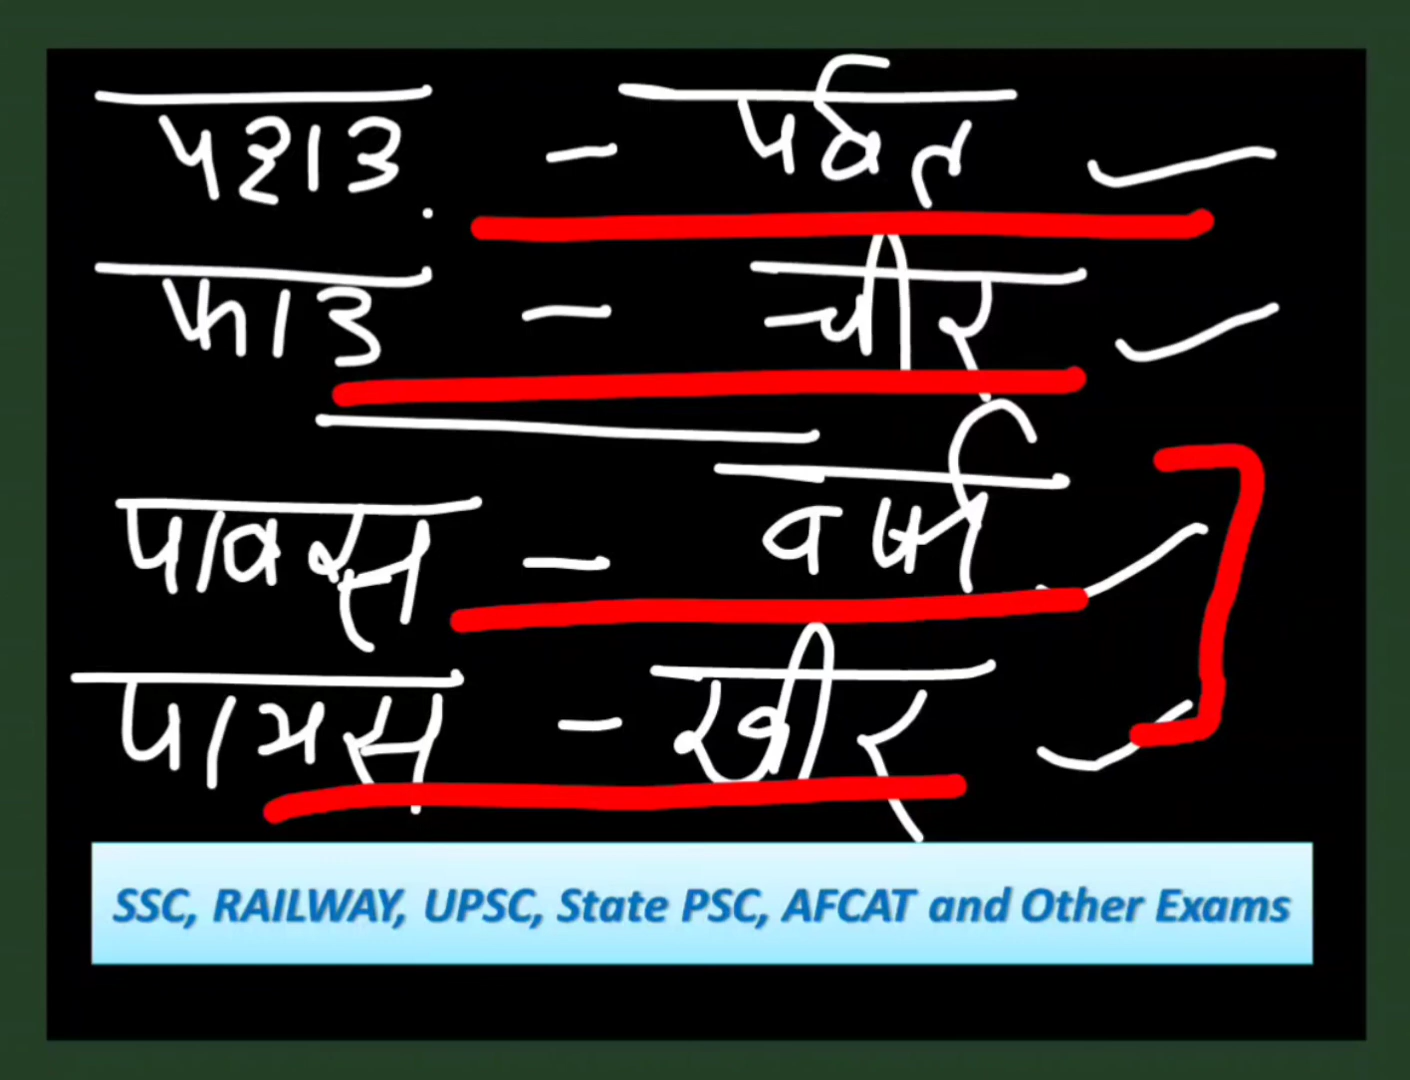 पहाड़ - पर्वत
फाड - चीर
पावस - वर्षा
पायस - खीर
SSC, RAILWAY, UPSC, State PSC, AFCAT and Other Exams